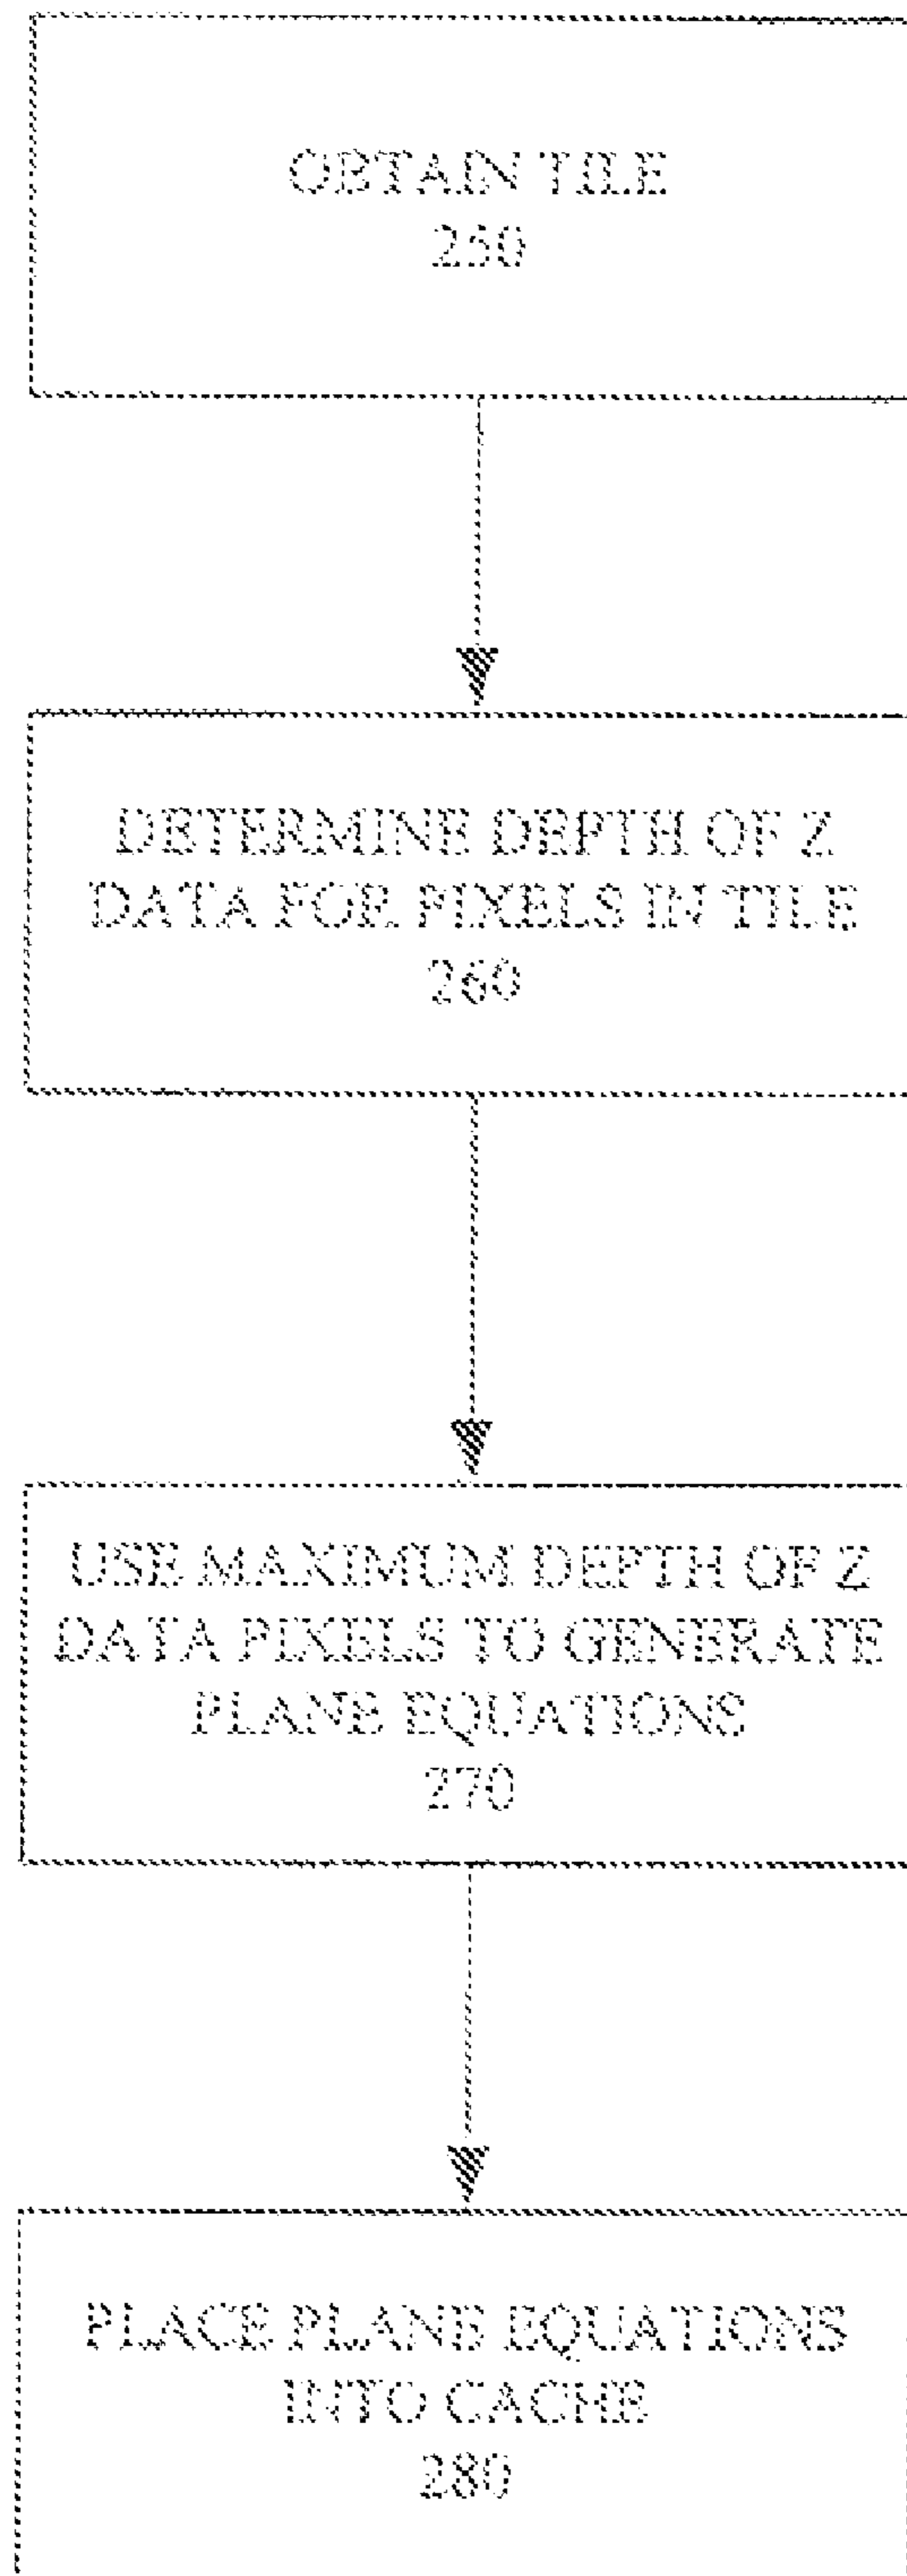 OBTAIN TILE
250
DETERMINE DEPTH OF Z
DATA FOR PIXELS IN TILE
260
USE MAXIMUM DEPTH OF Z
DATA PIXELS TO GENERATE
PLANE EQUATIONS
270
PLACE PLANE EQUATIONS
INTO CACHE
280